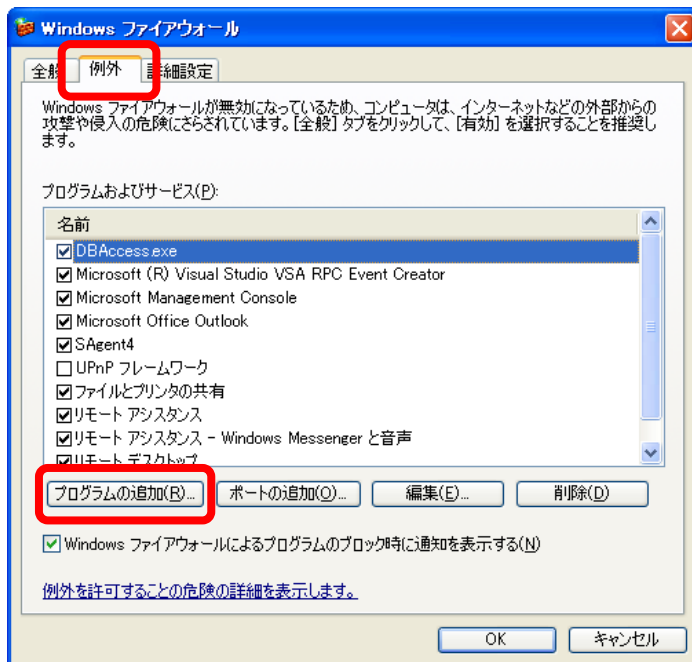 Windows ファイアウォール
全般 例外 詳細設定
Windows ファイアウォールが無効になっているため、コンピュータは、インターネットなどの外部からの
攻撃や侵入の危険にさらされています。[全般] タブをクリックして、[有効] を選択することを推奨し
ます。
プログラムおよびサービス(P):
名前
DBAccess.exe
Microsoft (R) Visual Studio VSA RPC Event Creator
Microsoft Management Console
Microsoft Office Outlook
SAgent4
UPnP フレームワーク
ファイルとプリンタの共有
リモート アシスタンス
リモート アシスタンス - Windows Messenger と音声
リモート デスクトップ
プログラムの追加(R)... ポートの追加(O)... 編集(E)... 削除(D)
Windows ファイアウォールによるプログラムのブロック時に通知を表示する(N)
例外を許可することの危険の詳細を表示します。
OK キャンセル